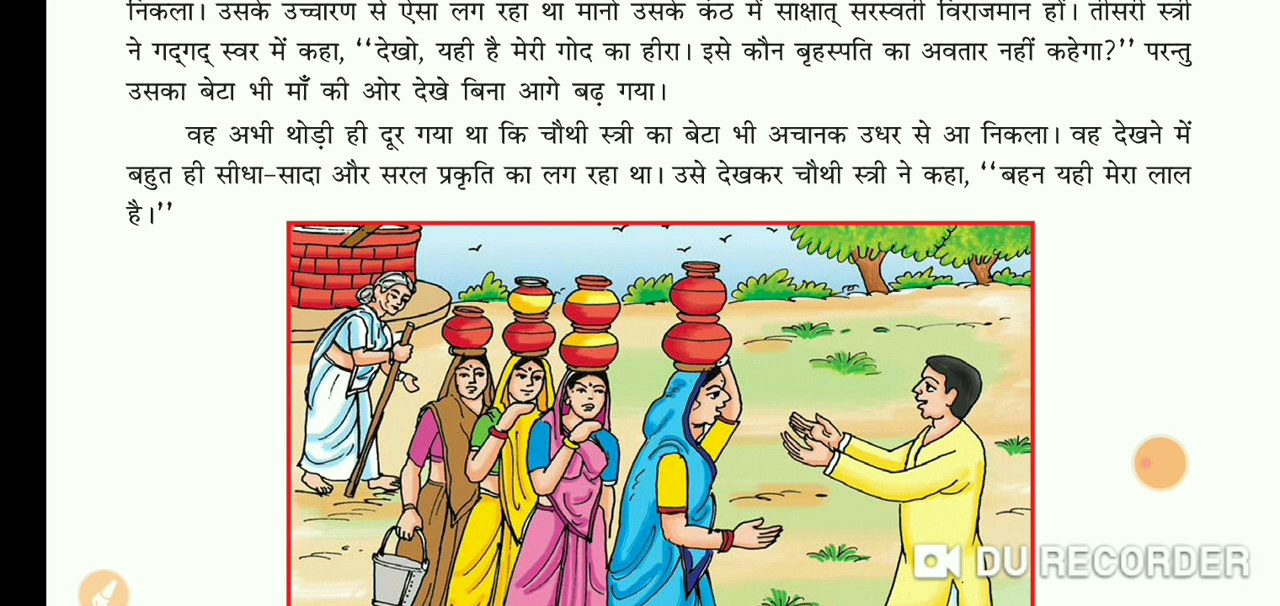 निकला। उसके उच्चारण से ऐसा लग रहा था मानो उसके कंठ में साक्षात् सरस्वती विराजमान हों। तीसरी स्त्री
ने गद्‌गद् स्वर में कहा, ‘‘देखो, यही है मेरी गोद का हीरा। इसे कौन बृहस्पति का अवतार नहीं कहेगा?’’ परन्तु
उसका बेटा भी माँ की ओर देखे बिना आगे बढ़ गया।
वह अभी थोड़ी ही दूर गया था कि चौथी स्त्री का बेटा भी अचानक उधर से आ निकला। वह देखने में
बहुत ही सीधा-सादा और सरल प्रकृति का लग रहा था। उसे देखकर चौथी स्त्री ने कहा, ‘‘बहन यही मेरा लाल
है।’’
DU RECORDER